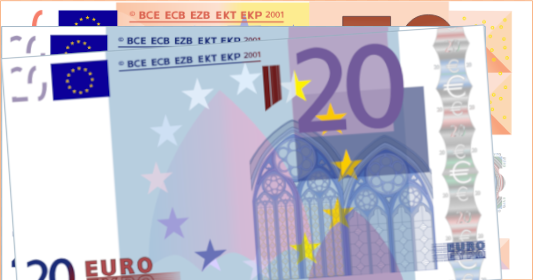 © BCE ECB EZB EKT EKP 2001
© BCE ECB EZB EKT EKP 2001
© BCE ECB EZB EKT EKP 2001
20
20 EURO
EURO